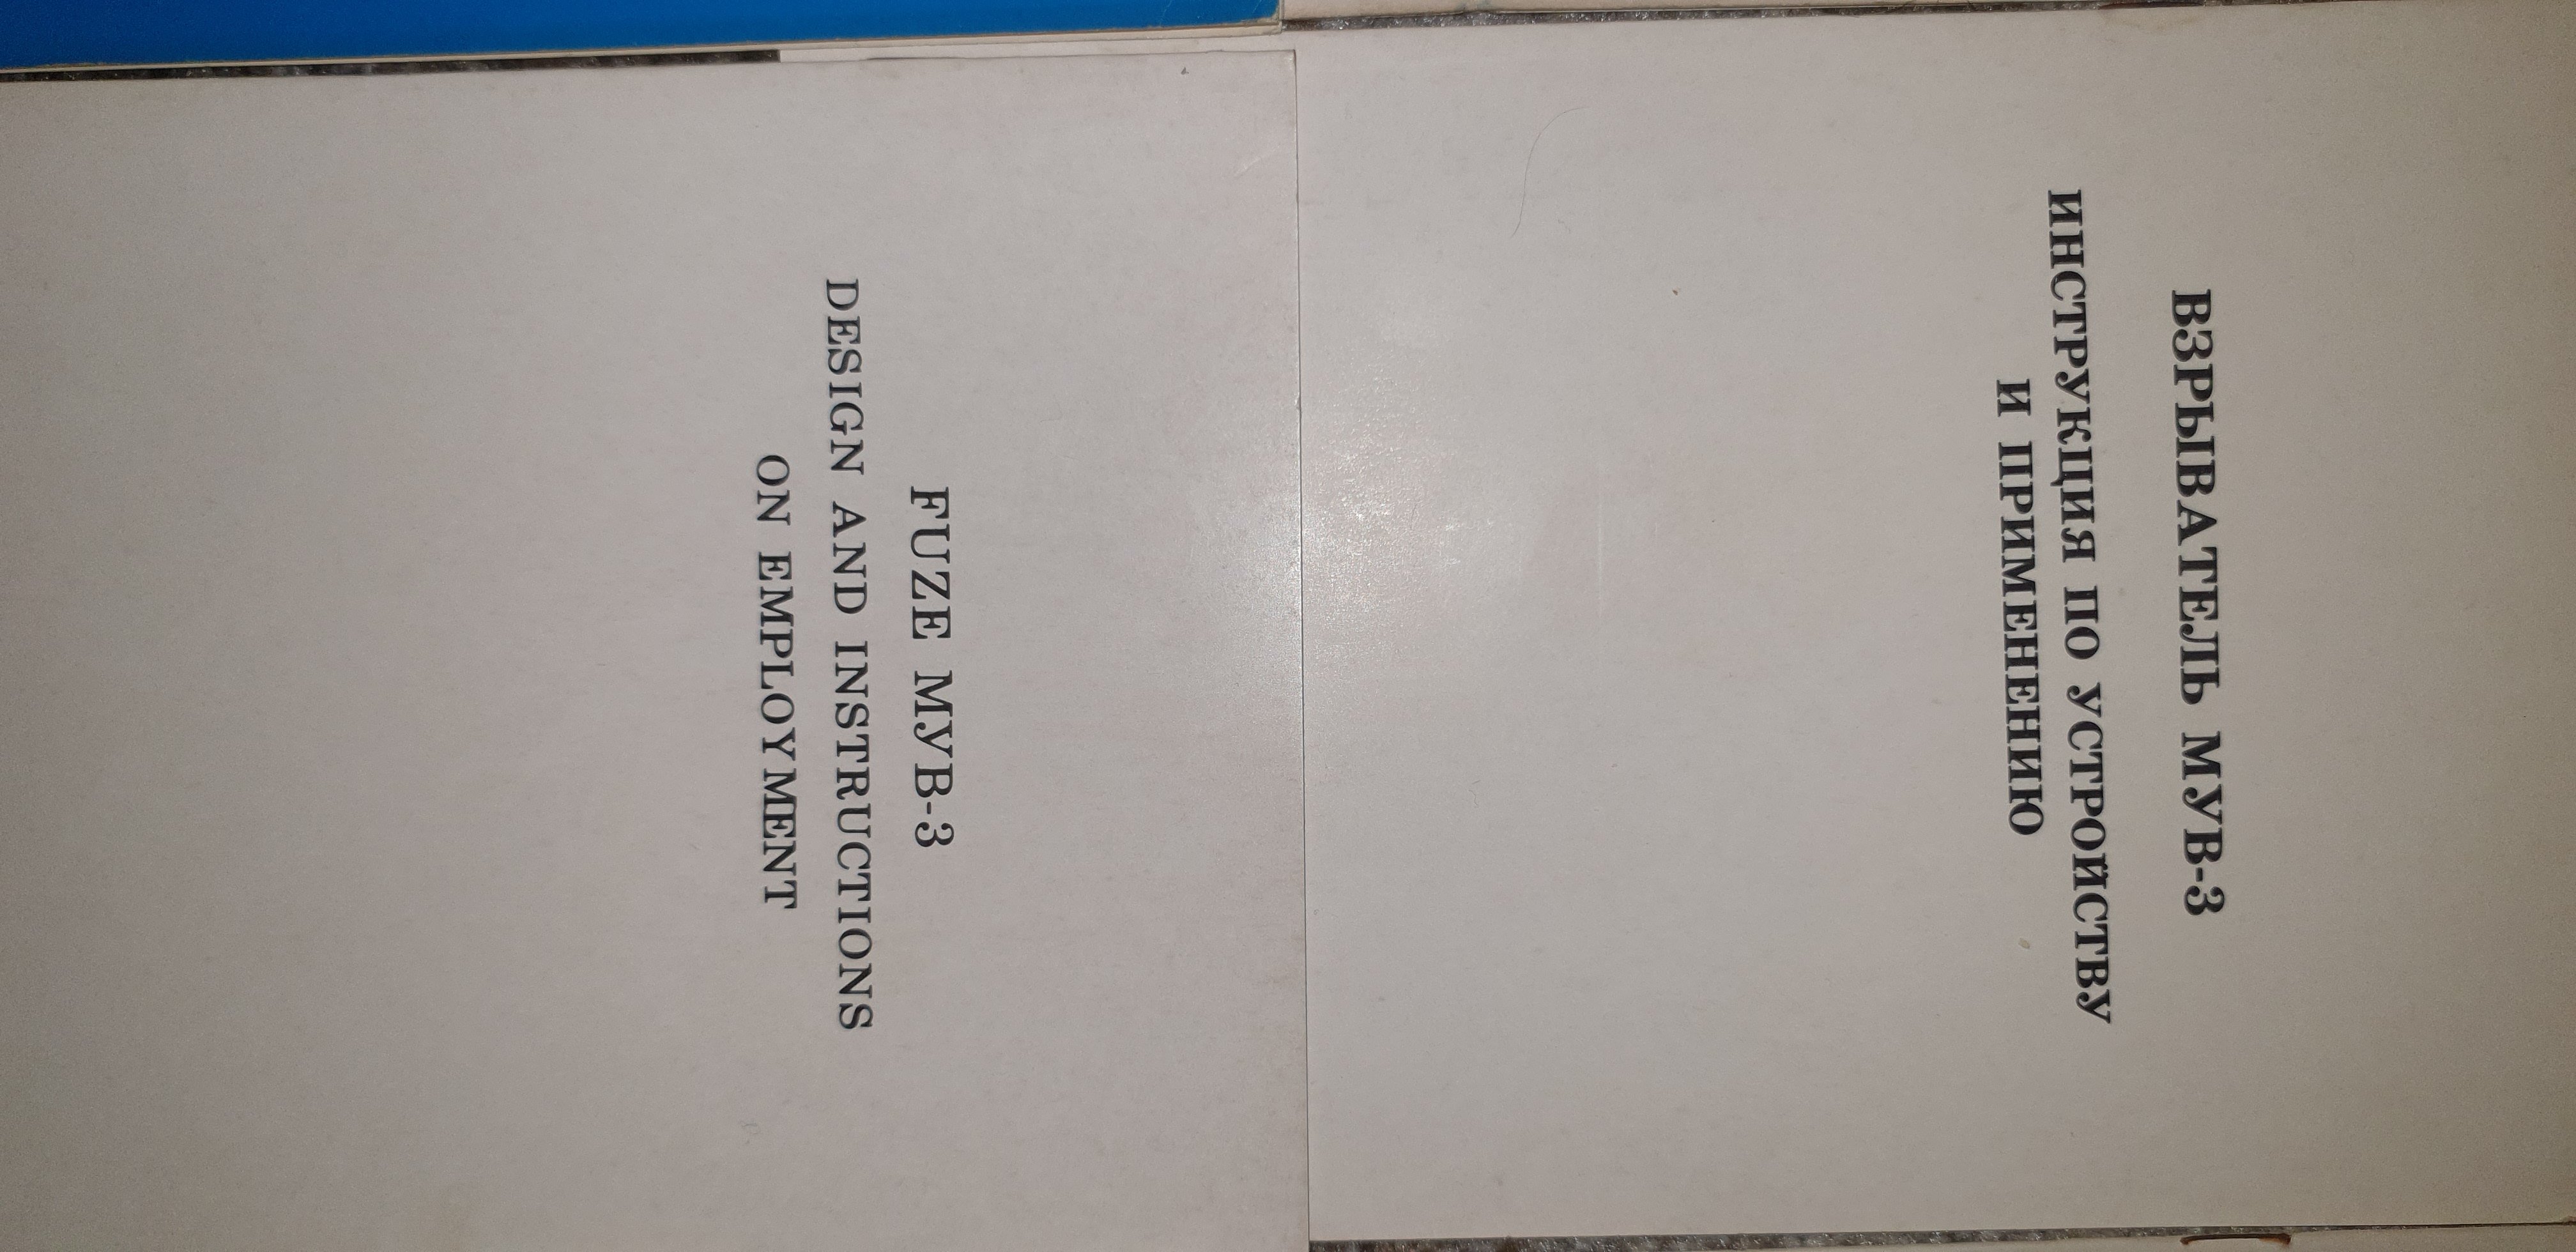 ВЗРЫВАТЕЛЬ МУВ-3
ИНСТРУКЦИЯ ПО УСТРОЙСТВУ
И ПРИМЕНЕНИЮ
FUZE МУВ-3
DESIGN AND INSTRUCTIONS
ON EMPLOYMENT